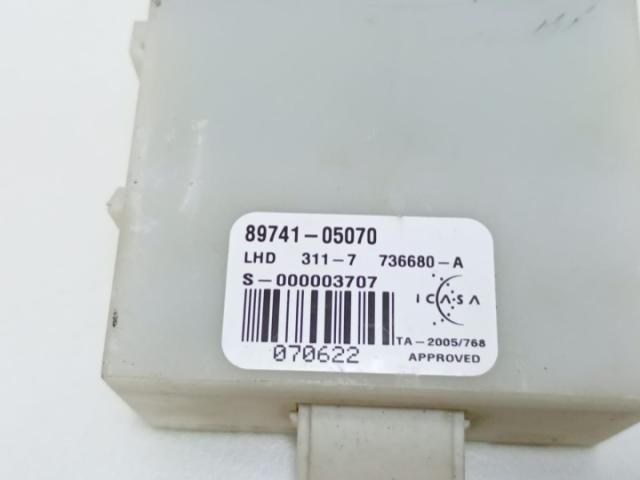 89741-05070
LHD 311-7 736680-A
S-000003707
ICASA
070622
TA-2005/768
APPROVED